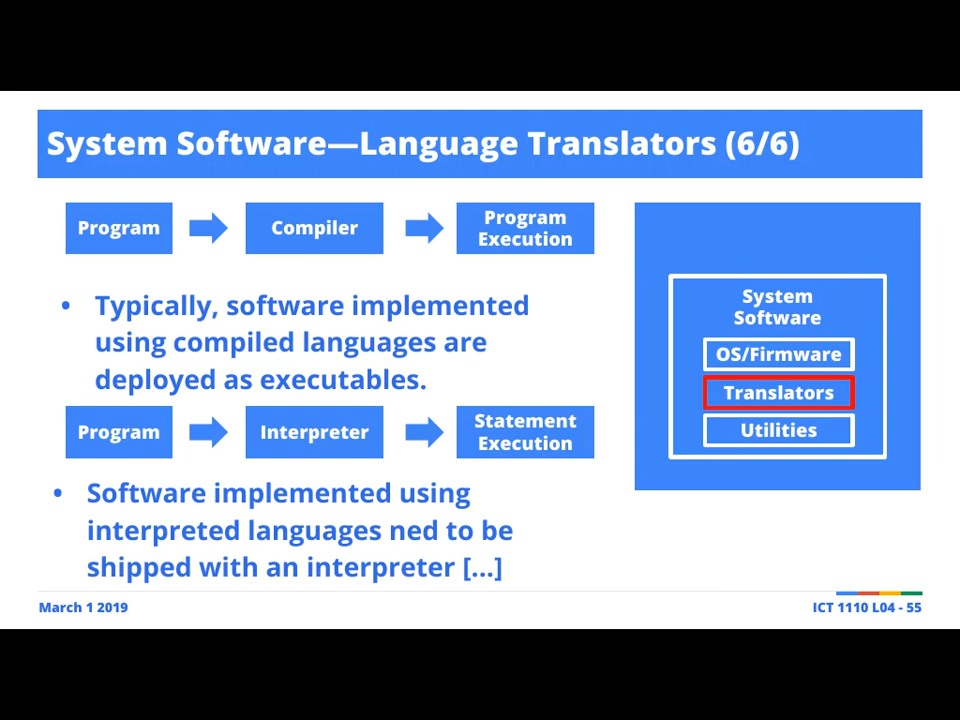 System Software—Language Translators (6/6)
Program
Compiler
Program
Execution
• Typically, software implemented
using compiled languages are
deployed as executables.
Program
Interpreter
Statement
Execution
• Software implemented using
interpreted languages ned to be
shipped with an interpreter [...]
System
Software
OS/Firmware
Translators
Utilities
March 1 2019
ICT 1110 L04 - 55